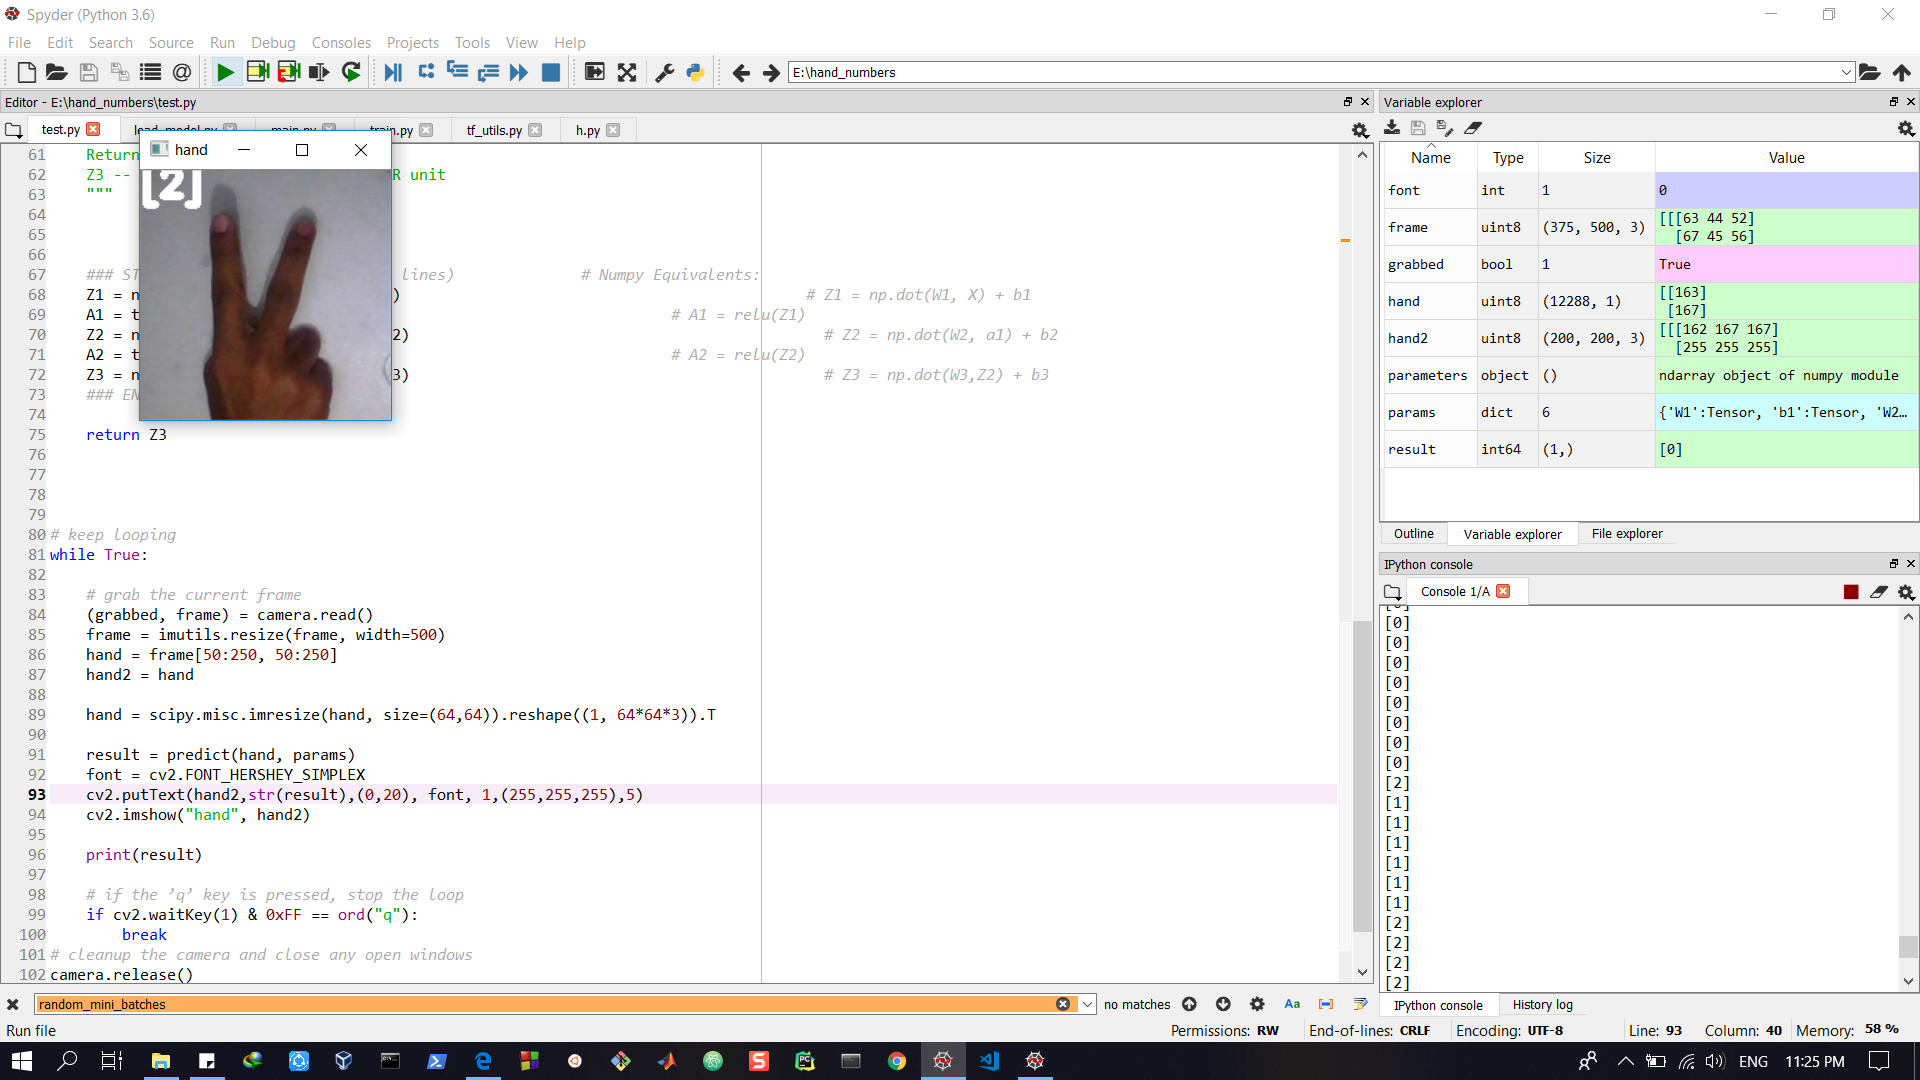 Spyder (Python 3.6)
File Edit Search Source Run Debug Consoles Projects Tools View Help
E:\hand_numbers
Editor - E:\hand_numbers\test.py
test.py main.py train.py tf_utils.py h.py
hand
[2]
61 Return
62 Z3 -- R unit
63 """
64
65
66
67 ### ST lines) # Numpy Equivalents:
68 Z1 = n ) # Z1 = np.dot(W1, X) + b1
69 A1 = t # A1 = relu(Z1)
70 Z2 = n 2) # Z2 = np.dot(W2, a1) + b2
71 A2 = t # A2 = relu(Z2)
72 Z3 = n 3) # Z3 = np.dot(W3,Z2) + b3
73 ### EN
74
75 return Z3
76
77
78
79
80 # keep looping
81 while True:
82
83 # grab the current frame
84 (grabbed, frame) = camera.read()
85 frame = imutils.resize(frame, width=500)
86 hand = frame[50:250, 50:250]
87 hand2 = hand
88
89 hand = scipy.misc.imresize(hand, size=(64,64)).reshape((1, 64*64*3)).T
90
91 result = predict(hand, params)
92 font = cv2.FONT_HERSHEY_SIMPLEX
93 cv2.putText(hand2,str(result),(0,20), font, 1,(255,255,255),5)
94 cv2.imshow("hand", hand2)
95
96 print(result)
97
98 # if the ’q’ key is pressed, stop the loop
99 if cv2.waitKey(1) & 0xFF == ord("q"):
100 break
101 # cleanup the camera and close any open windows
102 camera.release()
random_mini_batches no matches Aa
Variable explorer
Name Type Size Value
font int 1 0
frame uint8 (375, 500, 3) [[[63 44 52]
[67 45 56]
grabbed bool 1 True
hand uint8 (12288, 1) [[163]
[167]
hand2 uint8 (200, 200, 3) [[[162 167 167]
[255 255 255]
parameters object () ndarray object of numpy module
params dict 6 {'W1':Tensor, 'b1':Tensor, 'W2...
result int64 (1,) [0]
Outline Variable explorer File explorer
IPython console
Console 1/A
[0]
[0]
[0]
[0]
[0]
[0]
[0]
[0]
[0]
[2]
[1]
[1]
[1]
[1]
[1]
[1]
[2]
[2]
[2]
[2]
IPython console History log
Run file Permissions: RW End-of-lines: CRLF Encoding: UTF-8 Line: 93 Column: 40 Memory: 58 %
ENG 11:25 PM